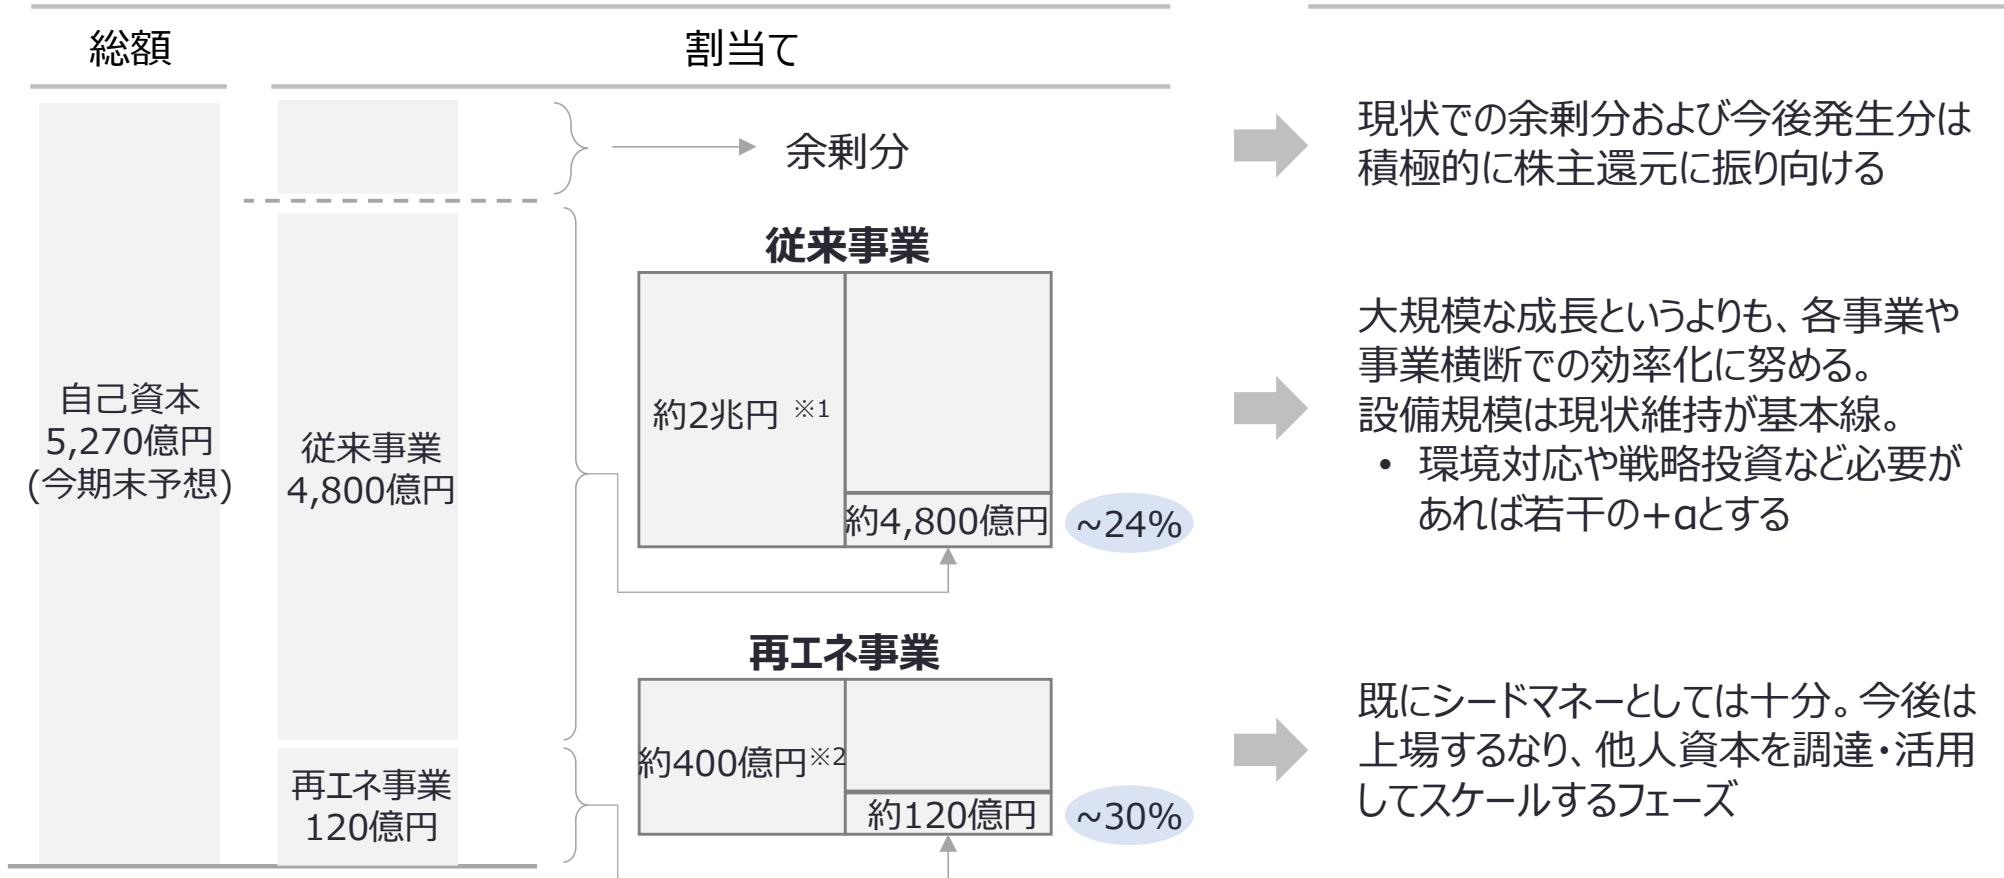 総額
割当て
自己資本
5,270億円
(今期末予想)
従来事業
4,800億円
再エネ事業
120億円
余剰分
従来事業
約2兆円 ※1
約4,800億円
~24%
再エネ事業
約400億円※2
約120億円
~30%
現状での余剰分および今後発生分は
積極的に株主還元に振り向ける
大規模な成長というよりも、各事業や
事業横断での効率化に努める。
設備規模は現状維持が基本線。
• 環境対応や戦略投資など必要が
あれば若干の+αとする
既にシードマネーとしては十分。今後は
上場するなり、他人資本を調達・活用
してスケールするフェーズ